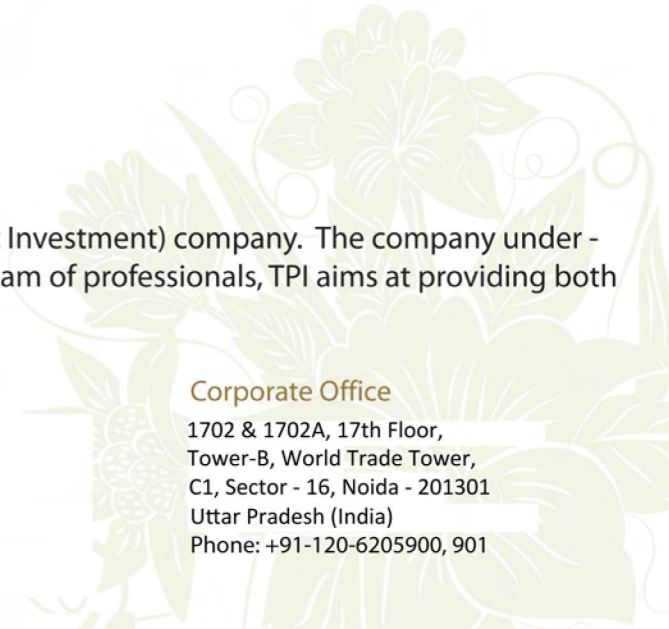 Investment) company. The company under -
am of professionals, TPI aims at providing both
Corporate Office
1702 & 1702A, 17th Floor,
Tower-B, World Trade Tower,
C1, Sector - 16, Noida - 201301
Uttar Pradesh (India)
Phone: +91-120-6205900, 901